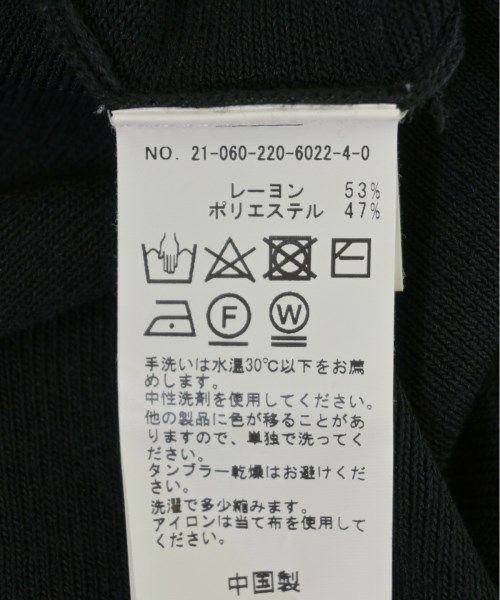 NO. 21-060-220-6022-4-0
レーヨン 53%
ポリエステル 47%
F W
手洗いは水温30℃以下をお薦
めします。
中性洗剤を使用してください。
他の製品に色が移ることがあ
りますので、単独で洗ってく
ださい。
タンブラー乾燥はお避けくだ
さい。
洗濯で多少縮みます。
アイロンは当て布を使用して
ください。
中国製